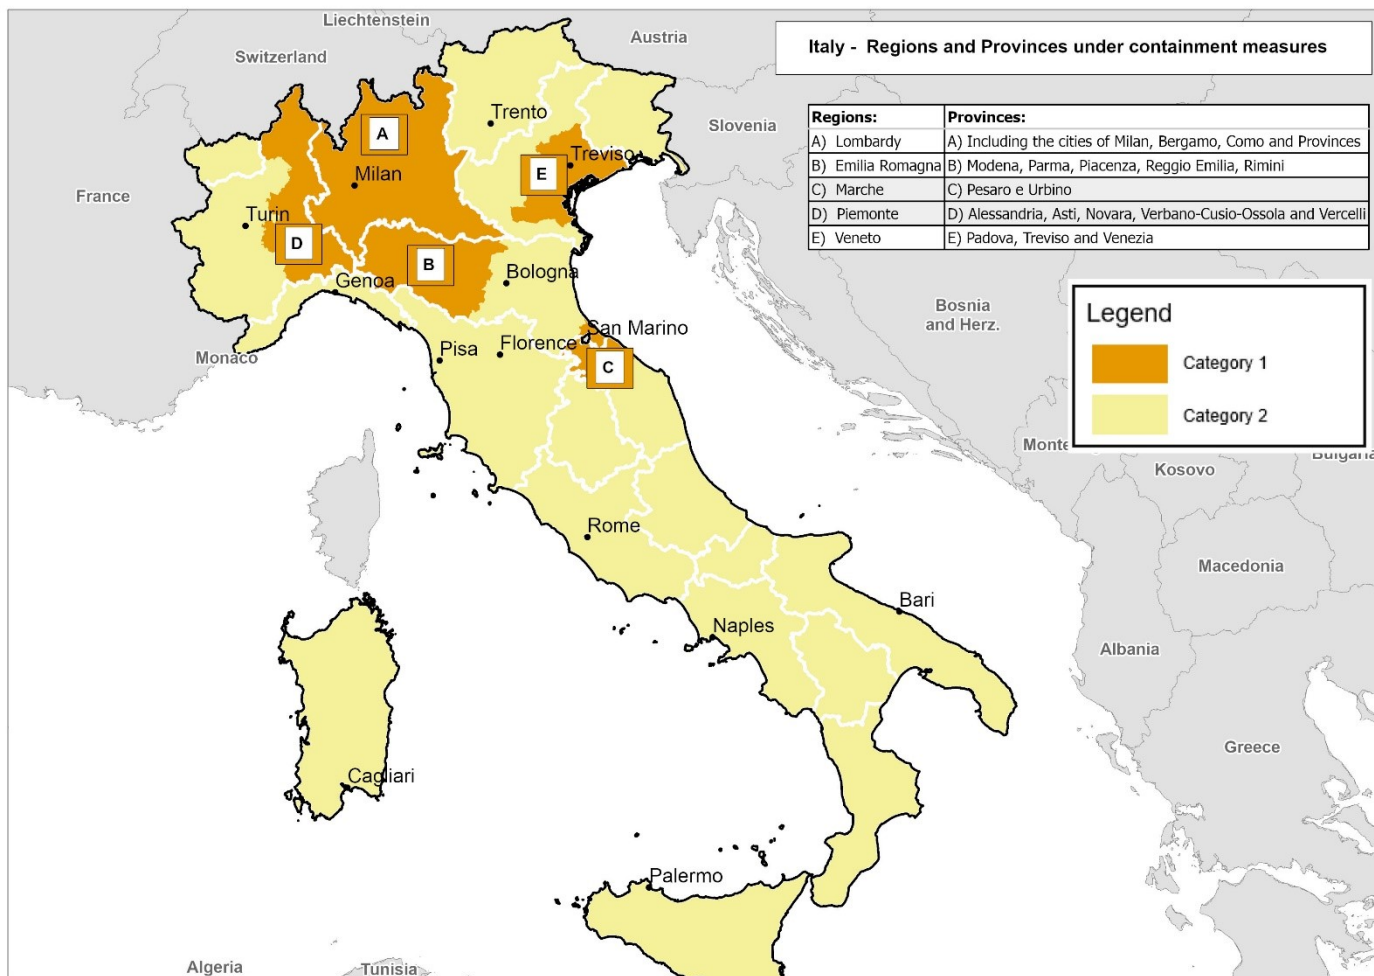 Liechtenstein
Austria
Switzerland
Italy -  Regions and Provinces under containment measures
Regions: Provinces:
A)  Lombardy A) Including the cities of Milan, Bergamo, Como and Provinces
B) Emilia Romagna B) Modena, Parma, Piacenza, Reggio Emilia, Rimini
C)  Marche C) Pesaro e Urbino
D)  Piemonte D) Alessandria, Asti, Novara, Verbano-Cusio-Ossola and Vercelli
E)  Veneto E) Padova, Treviso and Venezia
Trento
Slovenia
A
Treviso
E
Milan
France
Turin
D
B
Bologna
Genoa
Bosnia
and Herz.
Legend
Category 1
Category 2
San Marino
Florence
Pisa
Monaco
C
Monte
Kosovo
Bulgaria
Rome
Macedonia
Bari
Naples
Albania
Greece
Cagliari
Palermo
Algeria
Tunisia